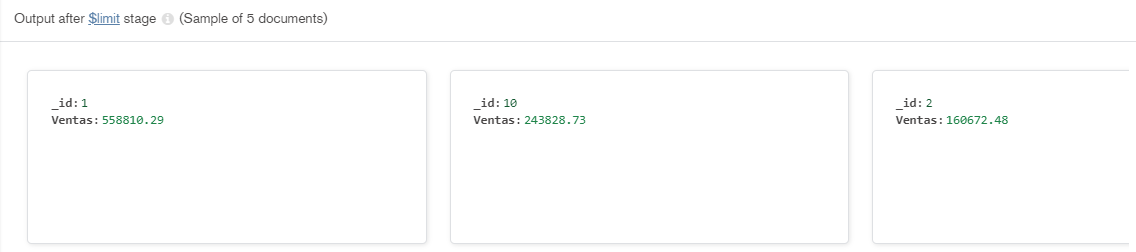 Output after $limit stage (Sample of 5 documents)
_id: 1
Ventas: 558810.29
_id: 10
Ventas: 243828.73
_id: 2
Ventas: 160672.48